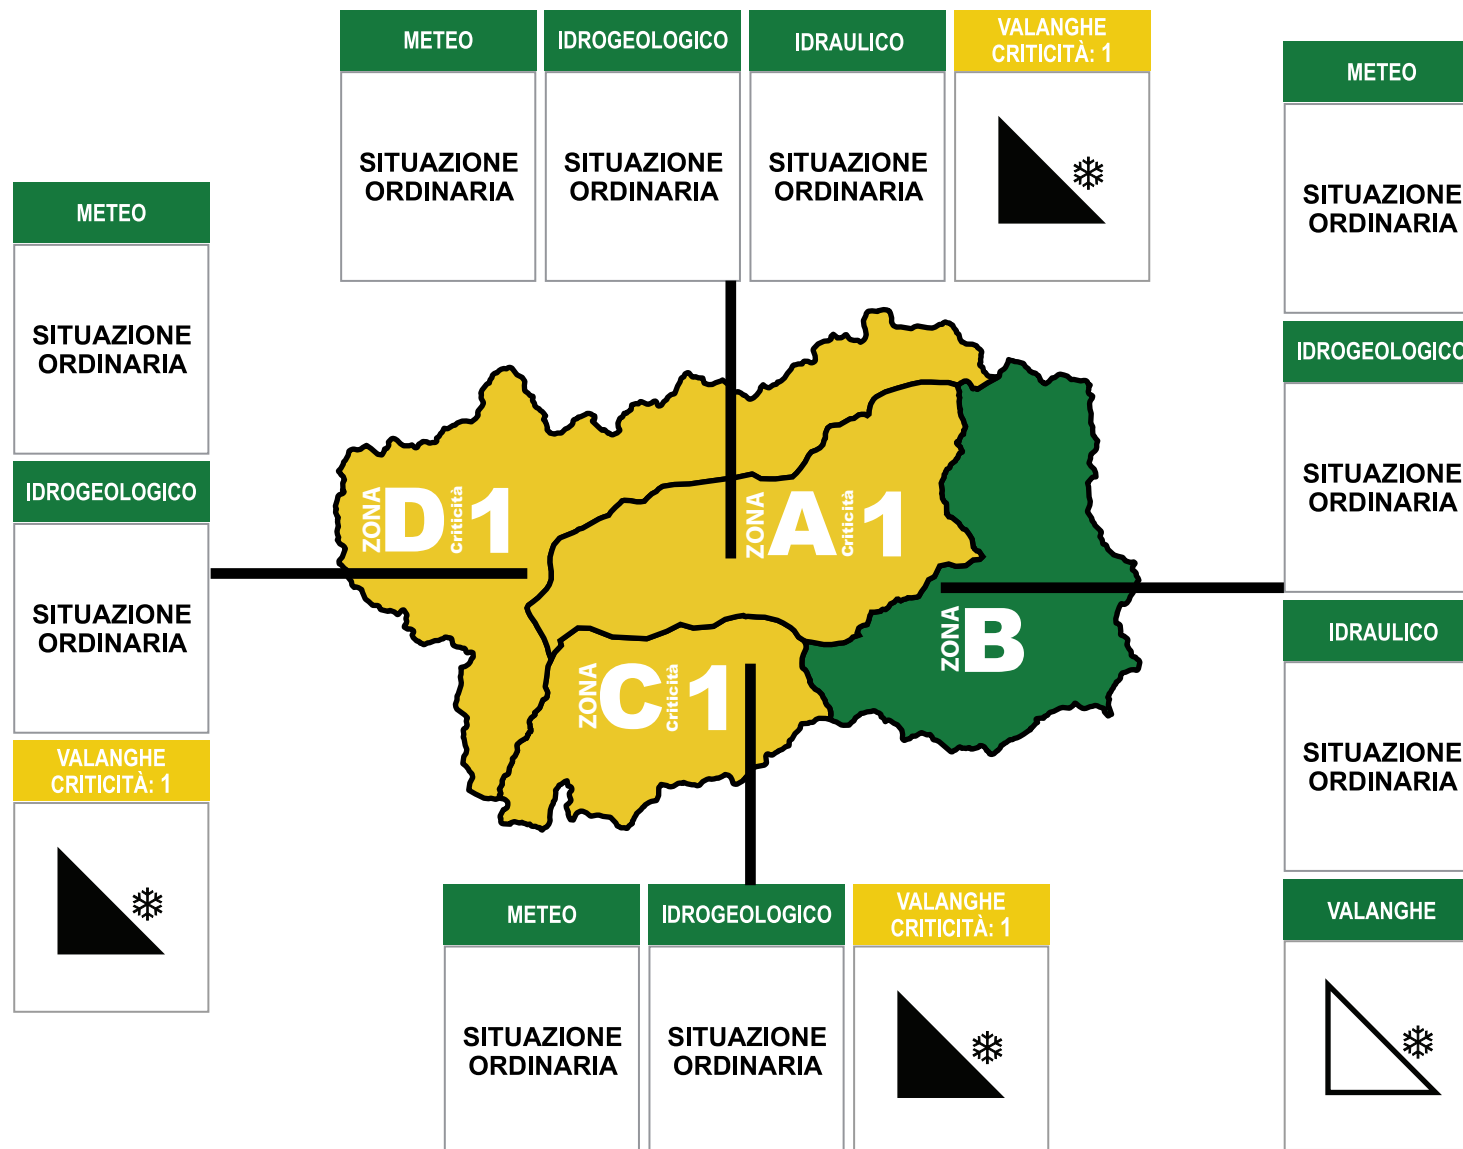 METEO
IDROGEOLOGICO
IDRAULICO
VALANGHE
CRITICITÀ: 1
SITUAZIONE
ORDINARIA
SITUAZIONE
ORDINARIA
SITUAZIONE
ORDINARIA
METEO
SITUAZIONE
ORDINARIA
IDROGEOLOGICO
SITUAZIONE
ORDINARIA
VALANGHE
CRITICITÀ: 1
ZONA D Criticità 1
ZONA A Criticità 1
ZONA B
ZONA C Criticità 1
METEO
SITUAZIONE
ORDINARIA
IDROGEOLOGICO
SITUAZIONE
ORDINARIA
IDRAULICO
SITUAZIONE
ORDINARIA
VALANGHE
METEO
IDROGEOLOGICO
VALANGHE
CRITICITÀ: 1
SITUAZIONE
ORDINARIA
SITUAZIONE
ORDINARIA